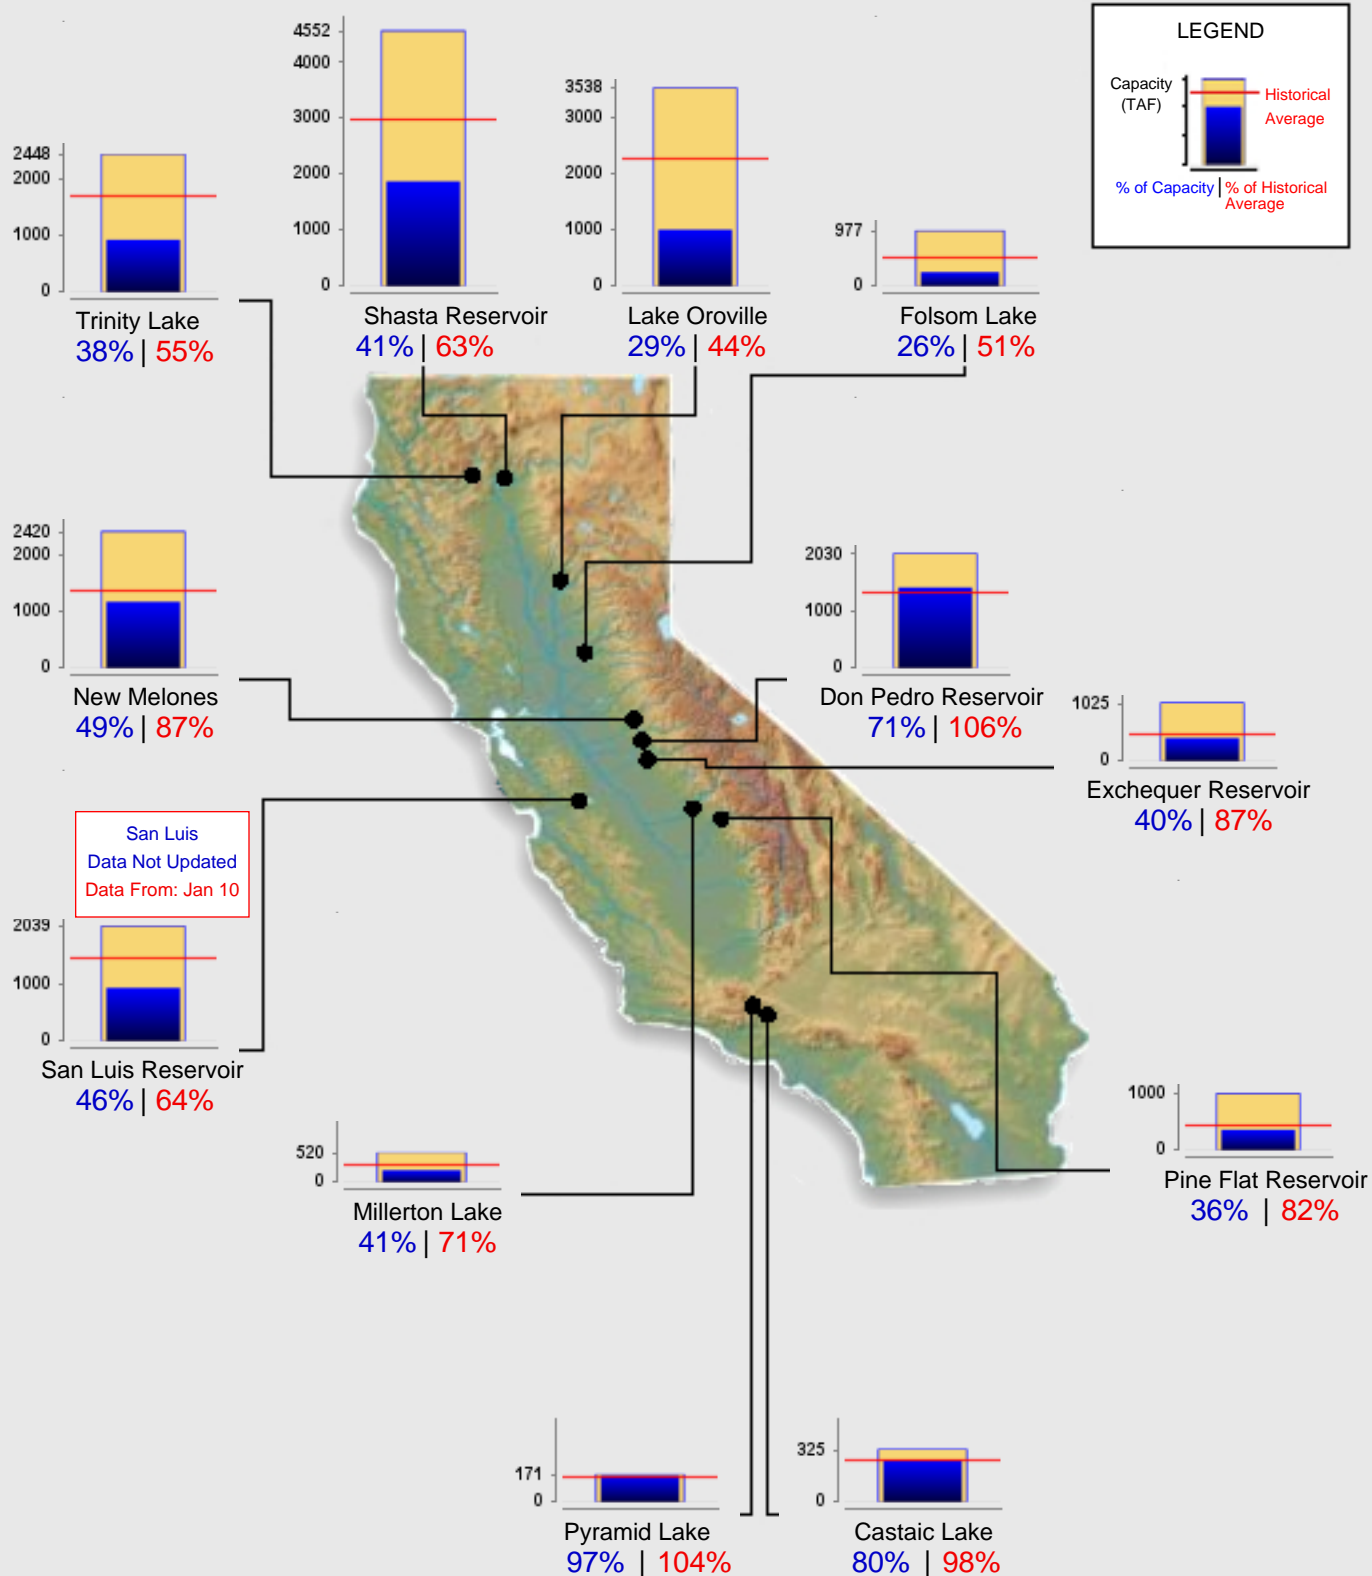 LEGEND
Capacity
(TAF)
Historical
Average
% of Capacity | % of Historical
Average
4552
4000
3000
2000
1000
0
Shasta Reservoir
41% | 63%
3538
3000
2000
1000
0
Lake Oroville
29% | 44%
2448
2000
1000
0
Trinity Lake
38% | 55%
977
0
Folsom Lake
26% | 51%
2420
2000
1000
0
New Melones
49% | 87%
2030
1000
0
Don Pedro Reservoir
71% | 106%
1025
0
Exchequer Reservoir
40% | 87%
San Luis
Data Not Updated
Data From: Jan 10
2039
1000
0
San Luis Reservoir
46% | 64%
520
0
Millerton Lake
41% | 71%
1000
0
Pine Flat Reservoir
36% | 82%
171
0
Pyramid Lake
97% | 104%
325
0
Castaic Lake
80% | 98%